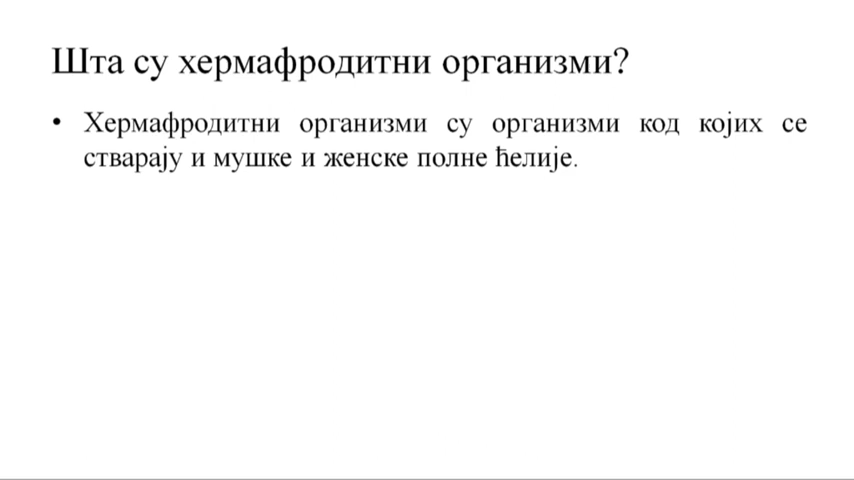 Шта су хермафродитни организми?
• Хермафродитни организми су организми код којих се
стварају и мушке и женске полне ћелије.